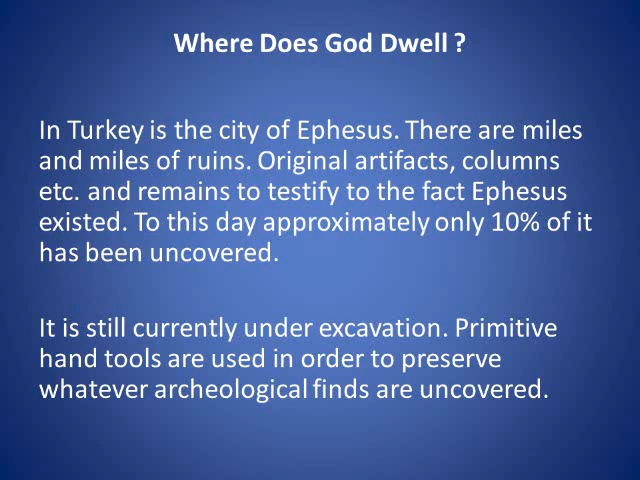 Where Does God Dwell ?
In Turkey is the city of Ephesus. There are miles
and miles of ruins. Original artifacts, columns
etc. and remains to testify to the fact Ephesus
existed. To this day approximately only 10% of it
has been uncovered.
It is still currently under excavation. Primitive
hand tools are used in order to preserve
whatever archeological finds are uncovered.